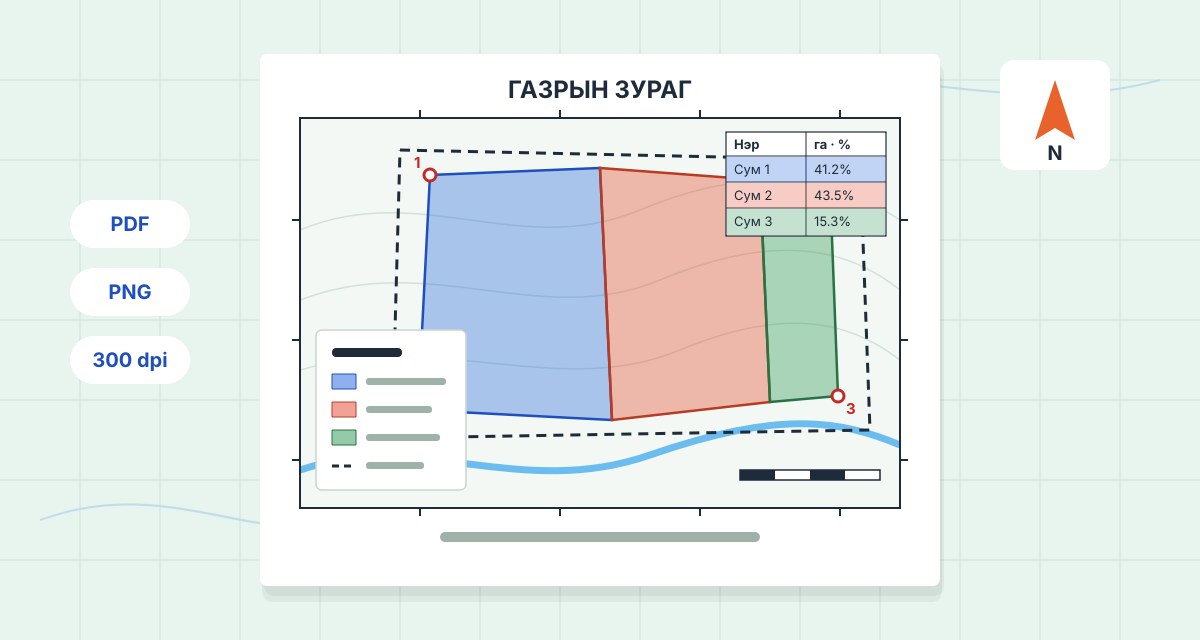 ГАЗРЫН ЗУРАГ
N
PDF
PNG
300 dpi
1
Нэр га · %
Сум 1 41.2%
Сум 2 43.5%
Сум 3 15.3%
3